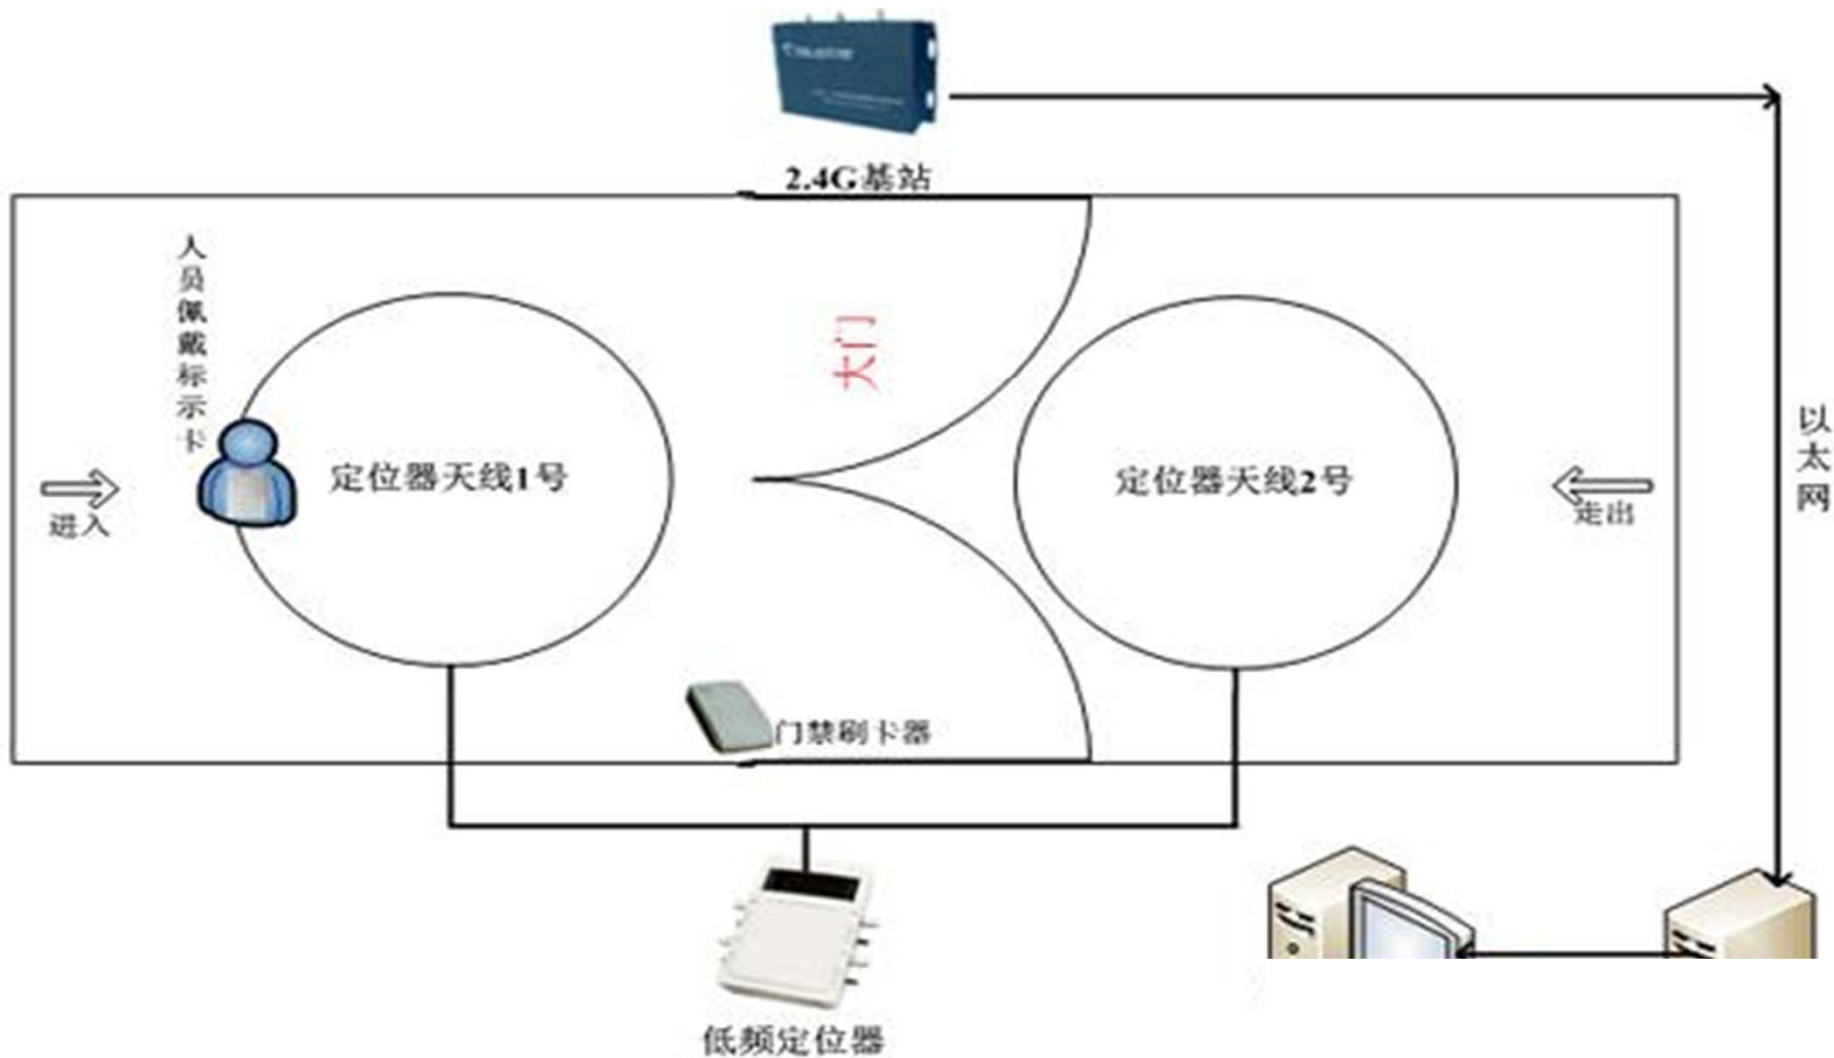 2.4G基站
人员佩戴标示卡
大门
定位器天线1号
定位器天线2号
进入
走出
以太网
门禁刷卡器
低频定位器